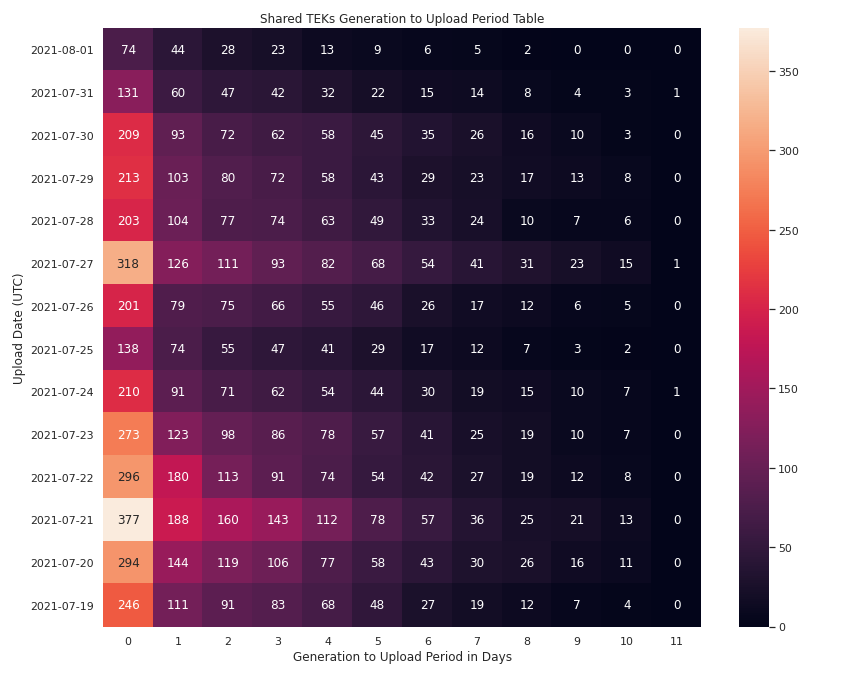 Shared TEKs Generation to Upload Period Table
2021-08-01 74 44 28 23 13 9 6 5 2 0 0 0
2021-07-31 131 60 47 42 32 22 15 14 8 4 3 1
2021-07-30 209 93 72 62 58 45 35 26 16 10 3 0
2021-07-29 213 103 80 72 58 43 29 23 17 13 8 0
2021-07-28 203 104 77 74 63 49 33 24 10 7 6 0
2021-07-27 318 126 111 93 82 68 54 41 31 23 15 1
2021-07-26 201 79 75 66 55 46 26 17 12 6 5 0
2021-07-25 138 74 55 47 41 29 17 12 7 3 2 0
2021-07-24 210 91 71 62 54 44 30 19 15 10 7 1
2021-07-23 273 123 98 86 78 57 41 25 19 10 7 0
2021-07-22 296 180 113 91 74 54 42 27 19 12 8 0
2021-07-21 377 188 160 143 112 78 57 36 25 21 13 0
2021-07-20 294 144 119 106 77 58 43 30 26 16 11 0
2021-07-19 246 111 91 83 68 48 27 19 12 7 4 0
0 1 2 3 4 5 6 7 8 9 10 11
Generation to Upload Period in Days
Upload Date (UTC)
350
300
250
200
150
100
50
0